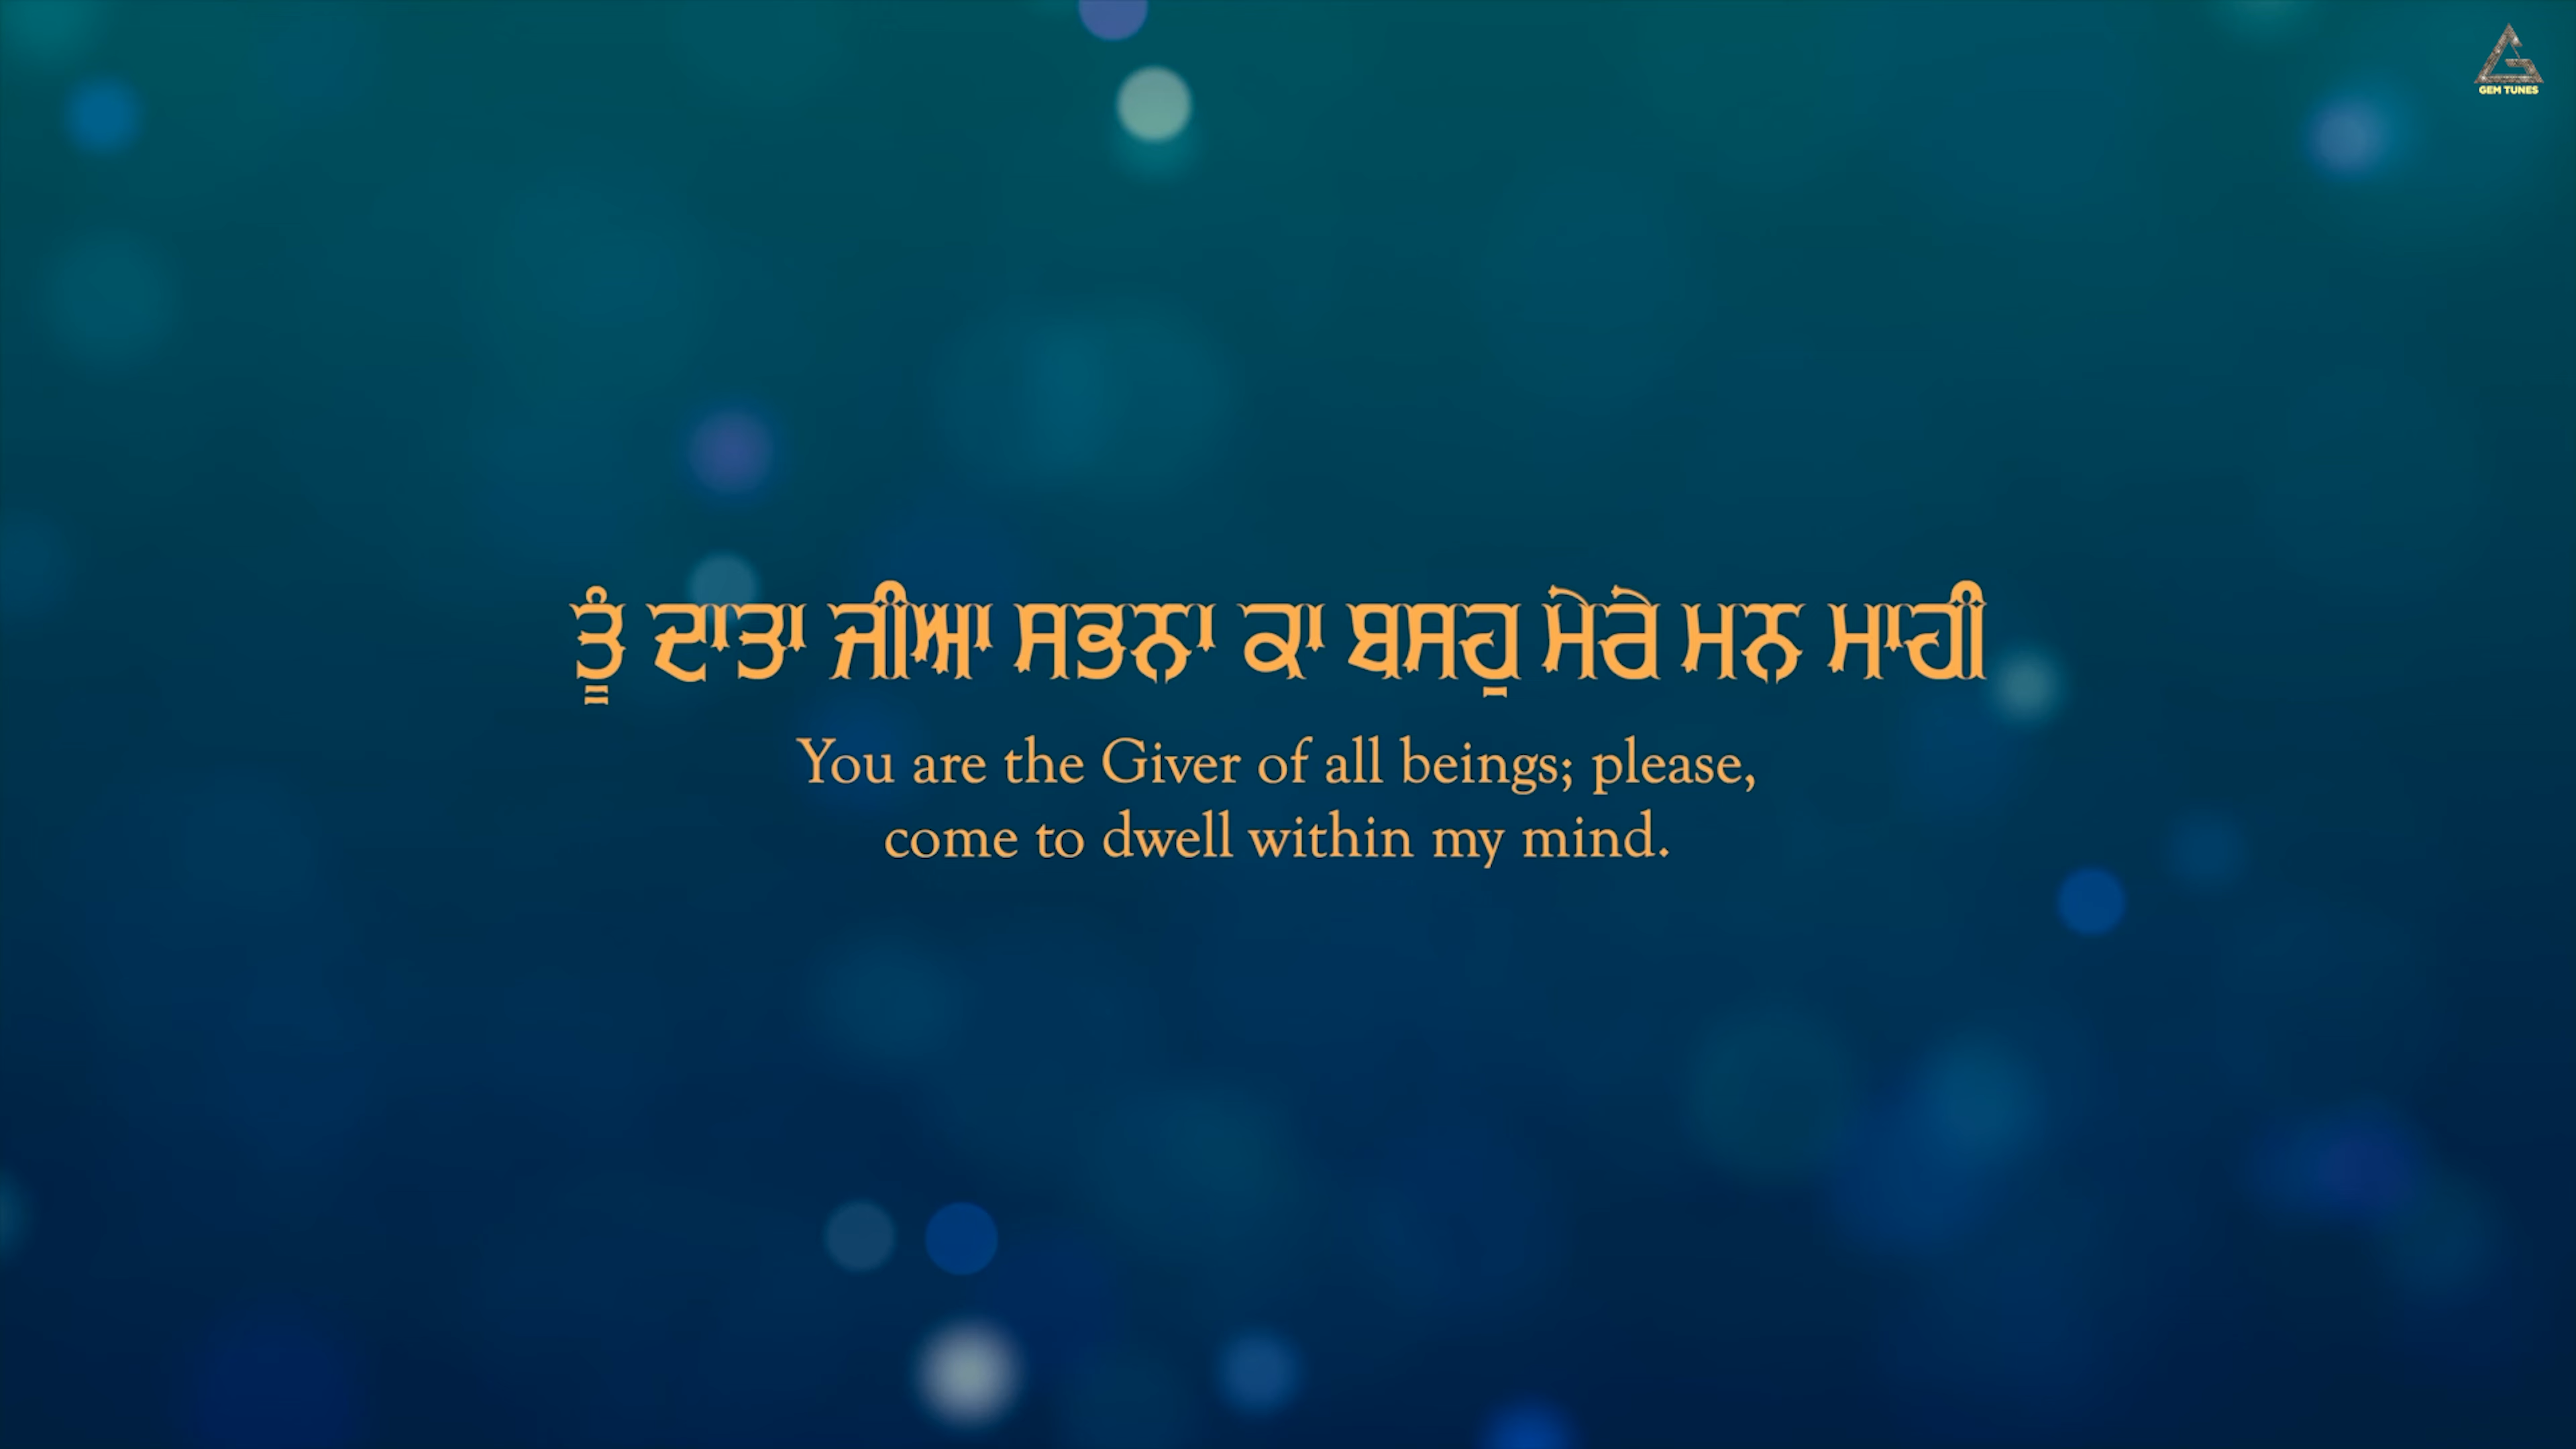 GEM TUNES
ਤੂੰ ਦਾਤਾ ਜੀਆ ਸਭਨਾ ਕਾ ਬਸਹੁ ਮੇਰੇ ਮਨ ਮਾਹੀ
You are the Giver of all beings; please,
come to dwell within my mind.